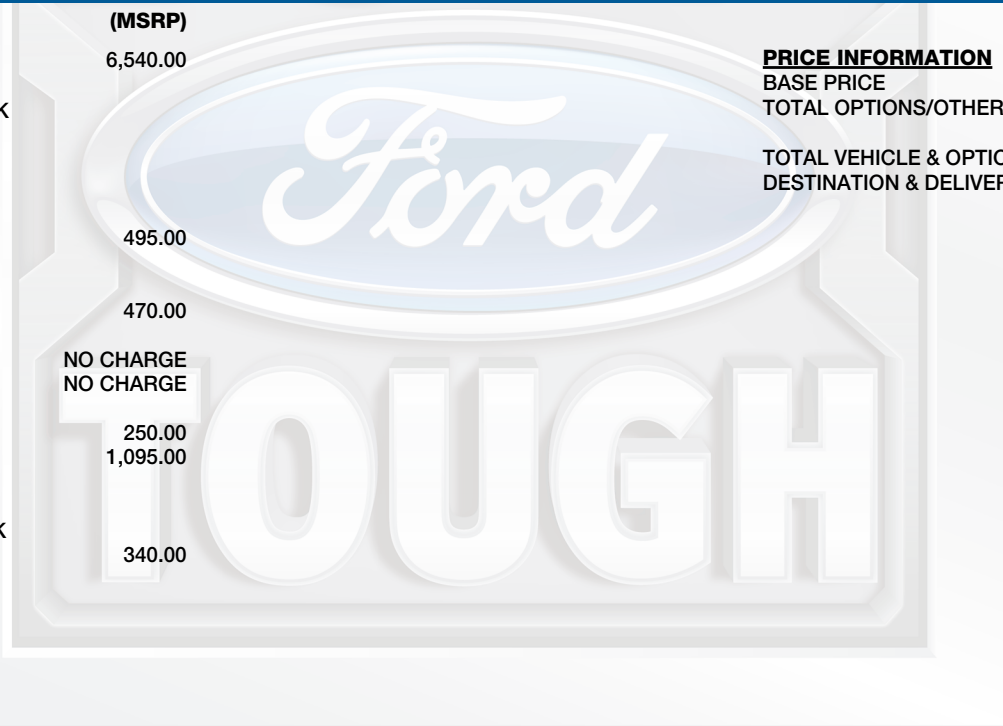 (MSRP)
6,540.00
K
495.00
470.00
NO CHARGE
NO CHARGE
250.00
1,095.00
K
340.00
PRICE INFORMATION
BASE PRICE
TOTAL OPTIONS/OTHER
TOTAL VEHICLE & OPTIO
DESTINATION & DELIVER
Ford
TOUGH